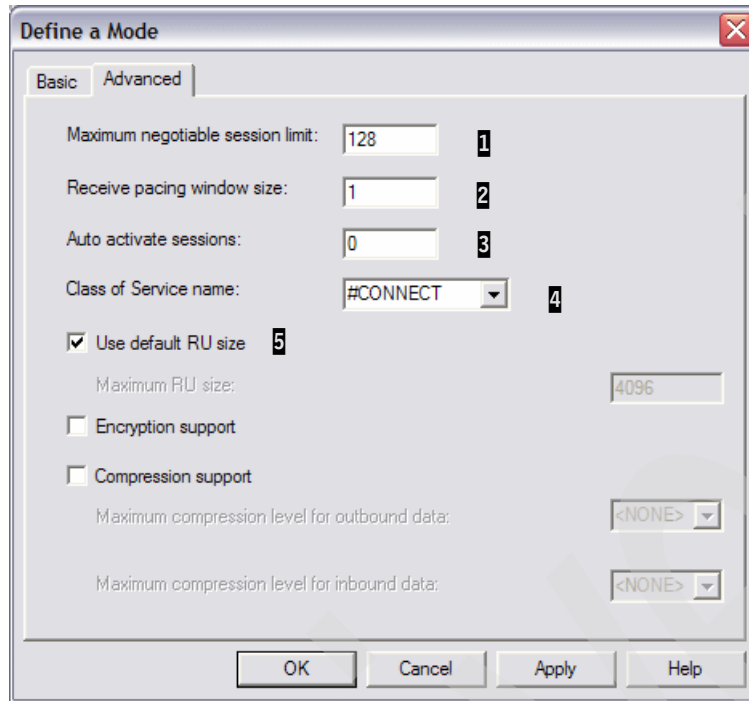 Define a Mode
Basic Advanced
Maximum negotiable session limit: 128 1
Receive pacing window size: 1 2
Auto activate sessions: 0 3
Class of Service name: #CONNECT 4
Use default RU size 5
Maximum RU size: 4096
Encryption support
Compression support
Maximum compression level for outbound data: <NONE>
Maximum compression level for inbound data: <NONE>
OK Cancel Apply Help